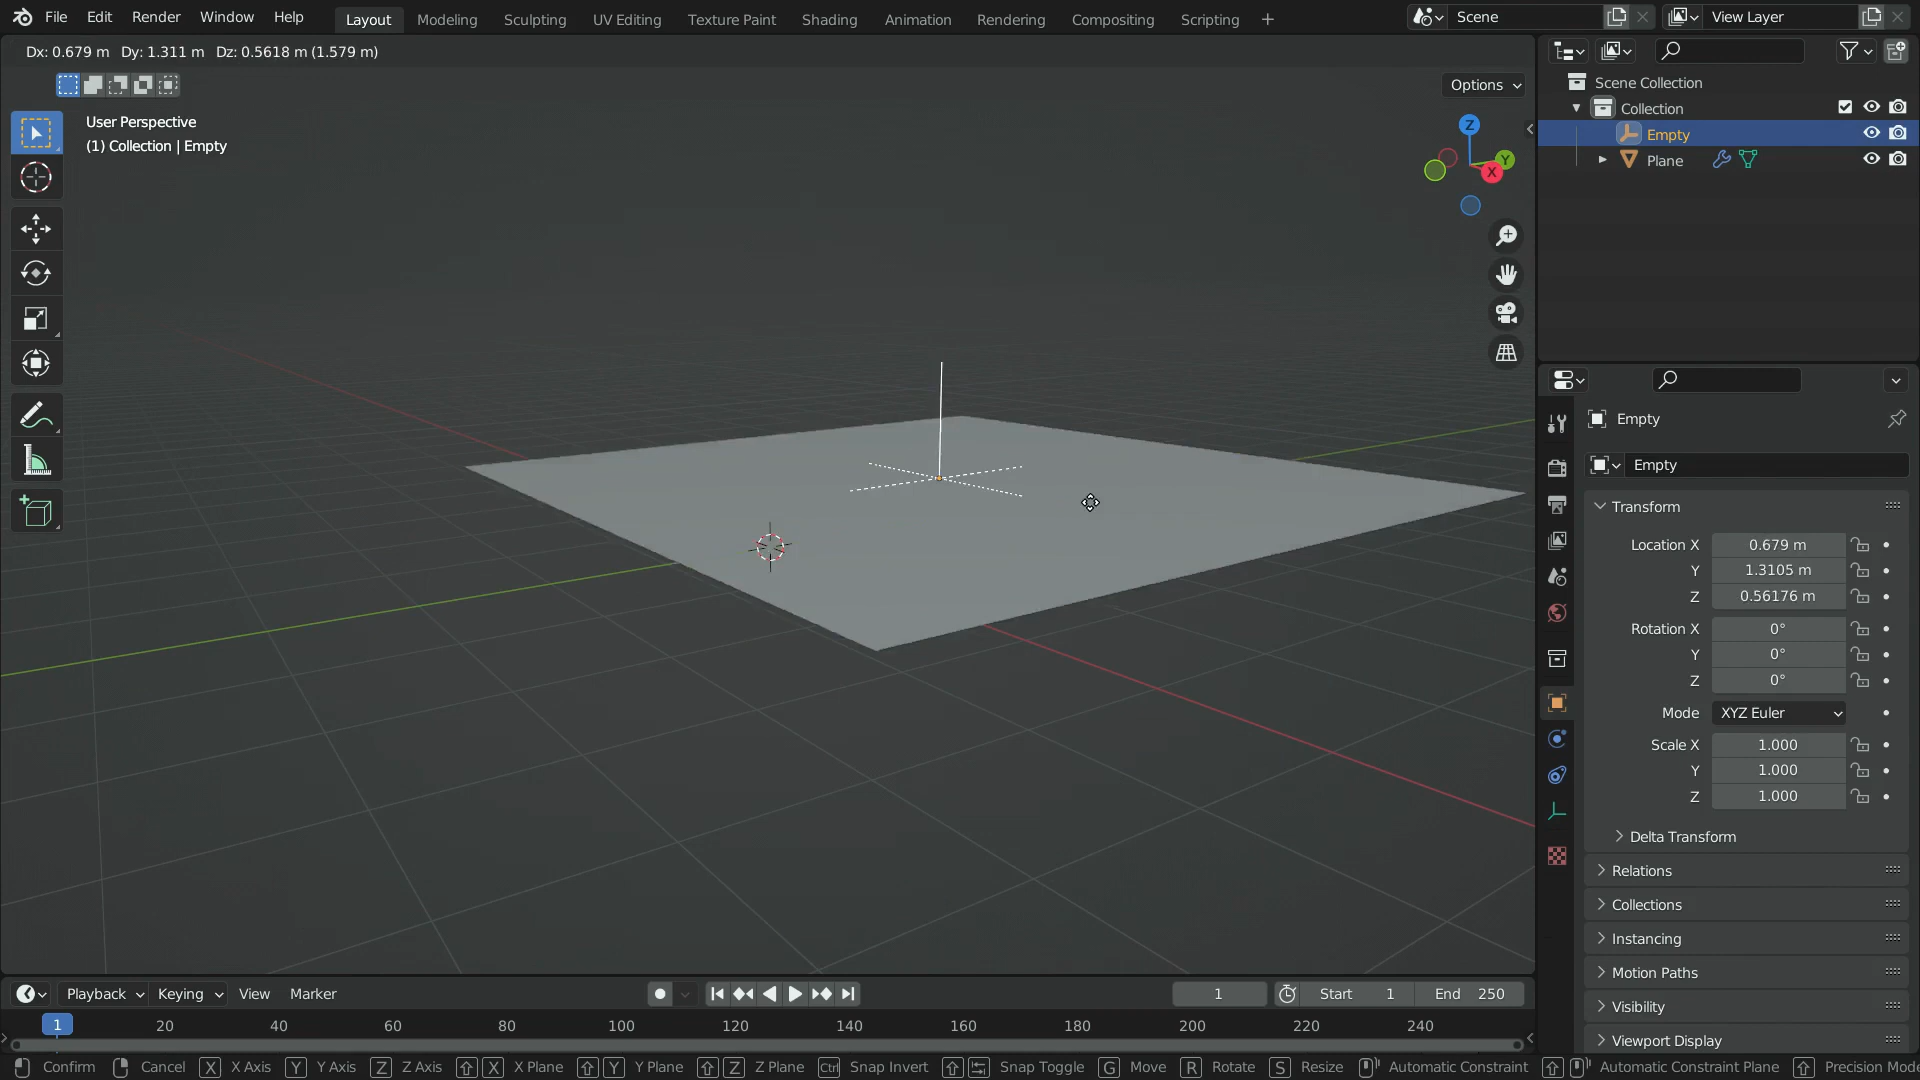 File Edit Render Window Help Layout Modeling Sculpting UV Editing Texture Paint Shading Animation Rendering Compositing Scripting + Scene View Layer
Dx: 0.679 m Dy: 1.311 m Dz: 0.5618 m (1.579 m)
Options
User Perspective
(1) Collection | Empty
Z
Y
X
Scene Collection
Collection
Empty
Plane
Empty
Empty
Transform
Location X 0.679 m
Y 1.3105 m
Z 0.56176 m
Rotation X 0°
Y 0°
Z 0°
Mode XYZ Euler
Scale X 1.000
Y 1.000
Z 1.000
Delta Transform
Relations
Collections
Instancing
Motion Paths
Visibility
Viewport Display
Playback Keying View Marker 1 Start 1 End 250
1 20 40 60 80 100 120 140 160 180 200 220 240
Confirm Cancel X X Axis Y Y Axis Z Z Axis X X Plane Y Y Plane Z Z Plane Ctrl Snap Invert Snap Toggle G Move R Rotate S Resize Automatic Constraint Automatic Constraint Plane Precision Mode